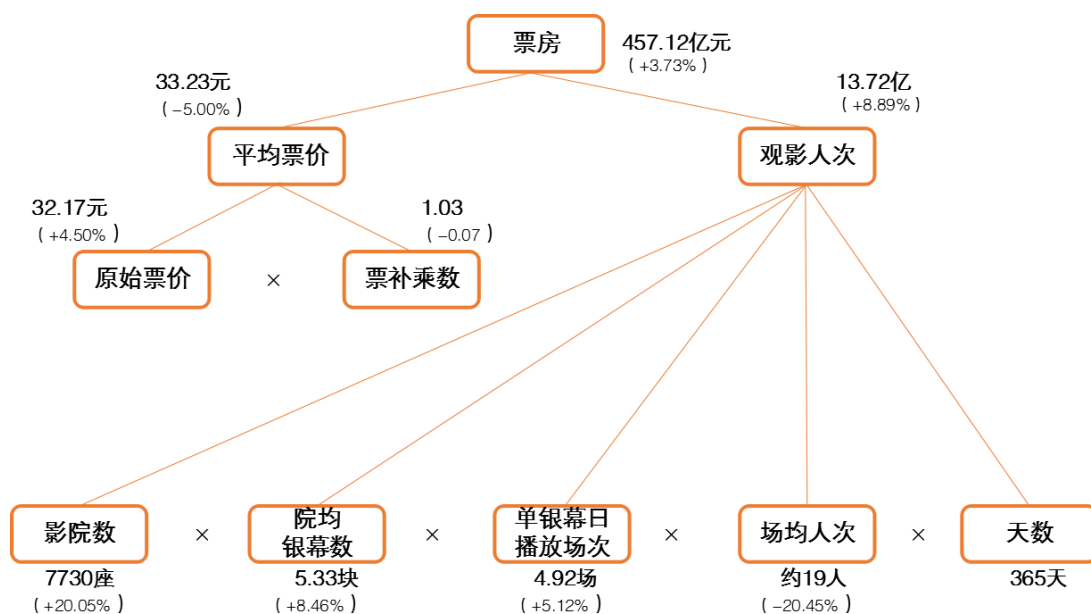 票房
457.12亿元
(+3.73%)
33.23元
(-5.00%)
13.72亿
(+8.89%)
平均票价
观影人次
32.17元
(+4.50%)
1.03
(-0.07)
原始票价
×
票补乘数
影院数
×
院均
银幕数
×
单银幕日
播放场次
×
场均人次
×
天数
7730座
(+20.05%)
5.33块
(+8.46%)
4.92场
(+5.12%)
约19人
(-20.45%)
365天